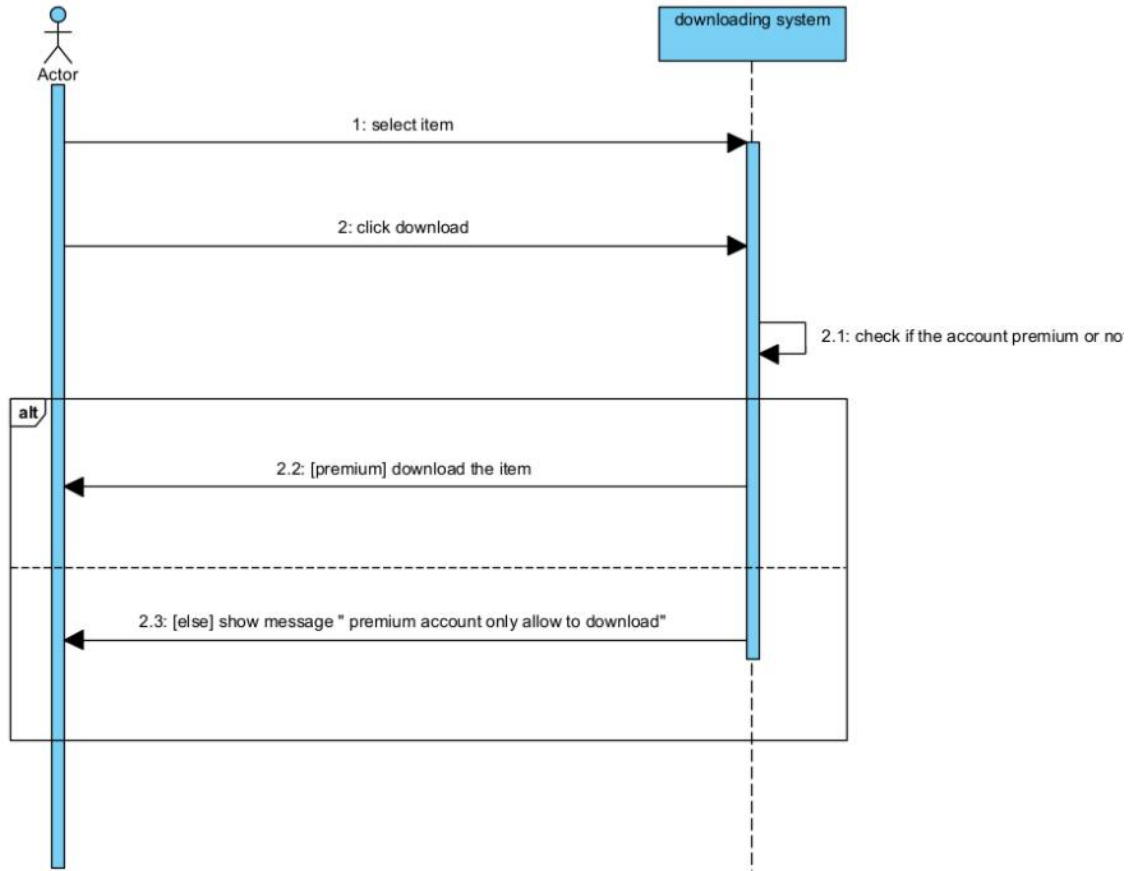 Actor
downloading system
1: select item
2: click download
2.1: check if the account premium or no
alt
2.2: [premium] download the item
2.3: [else] show message " premium account only allow to download"